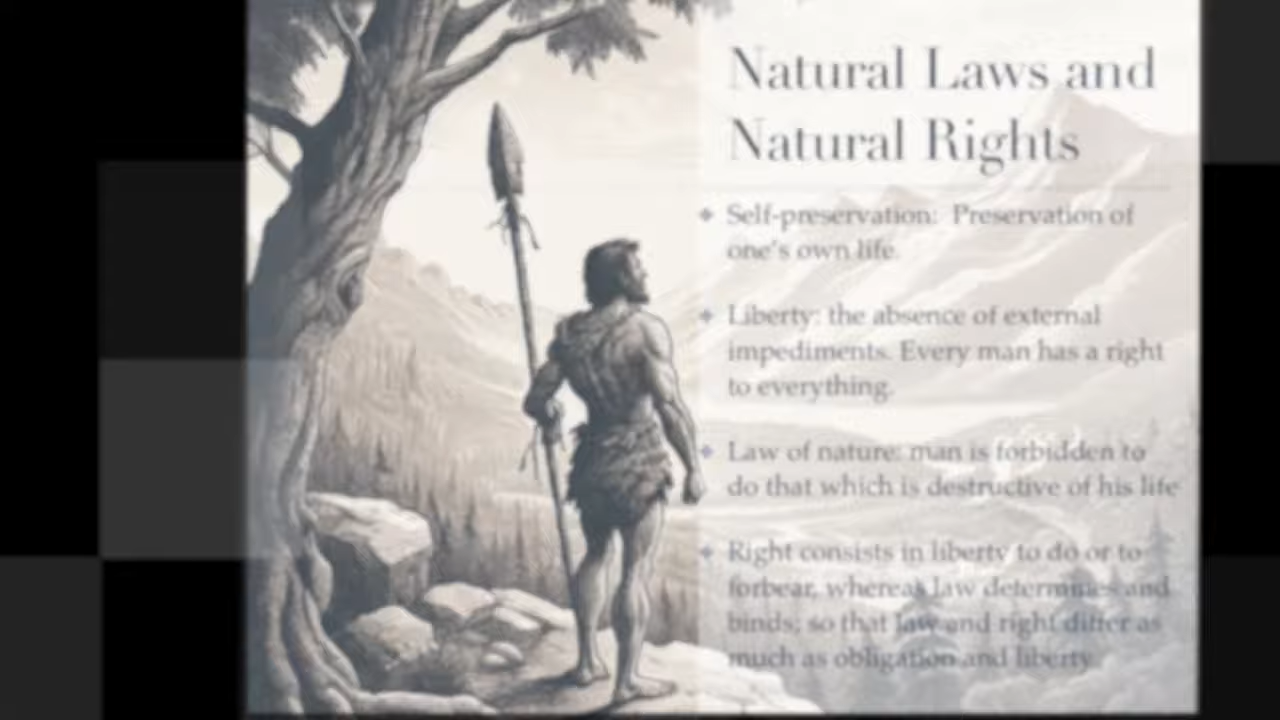 Natural Laws and
Natural Rights
Self-preservation: Preservation of
one's own life.
Liberty: the absence of external
impediments. Every man has a right
to everything.
Law of nature: man is forbidden to
do that which is destructive of his life
Right consists in liberty to do or to
forbear, whereas law determines and
binds; so that law and right differ as
much as obligation and liberty.